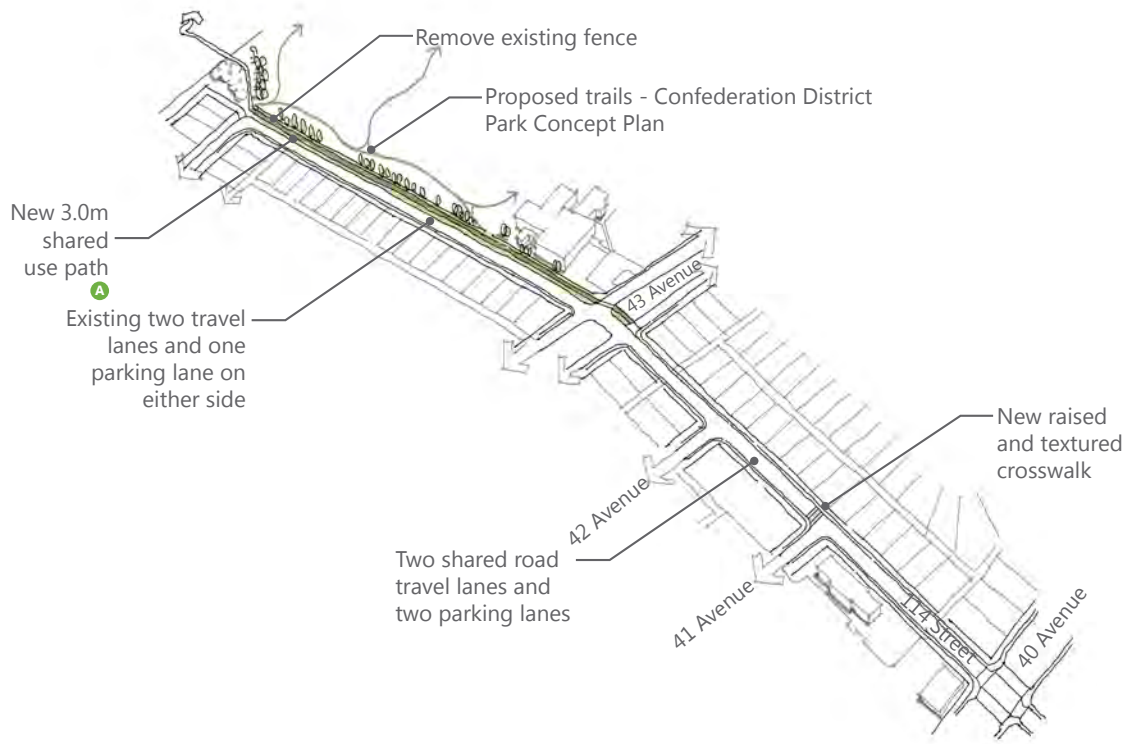 Remove existing fence
Proposed trails - Confederation District
Park Concept Plan
New 3.0m
shared
use path
A
Existing two travel
lanes and one
parking lane on
either side
43 Avenue
New raised
and textured
crosswalk
42 Avenue
Two shared road
travel lanes and
two parking lanes
41 Avenue
114 Street
40 Avenue